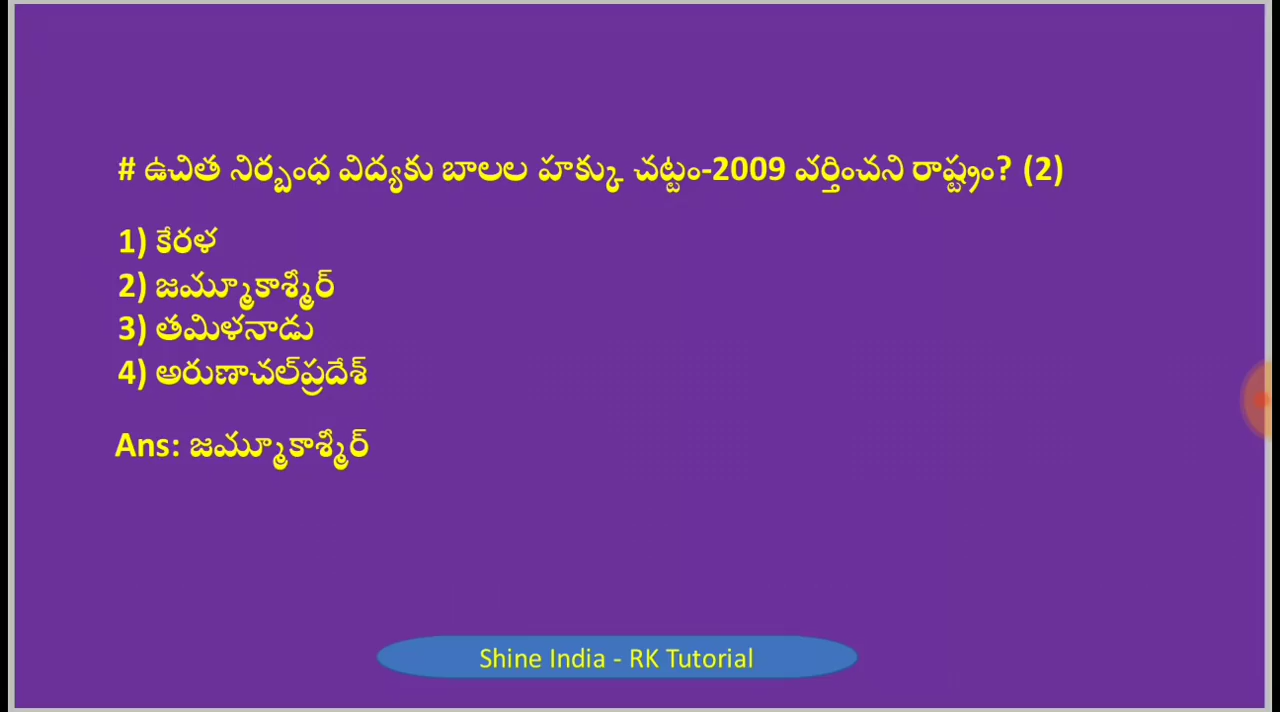 # ఉచిత నిర్బంధ విద్యకు బాలల హక్కు చట్టం-2009 వర్తించని రాష్ట్రం? (2)
1) కేరళ
2) జమ్మూకాశ్మీర్
3) తమిళనాడు
4) అరుణాచల్‌ప్రదేశ్
Ans: జమ్మూకాశ్మీర్
Shine India - RK Tutorial